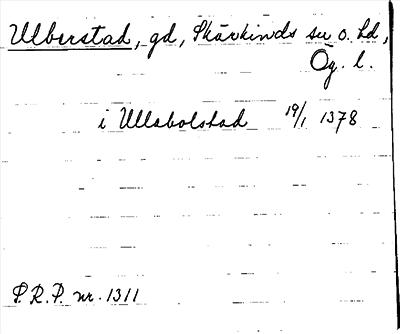 Ulberstad, gd, Skärkinds sn o. hd,
Ög. l.
i Ullabolstad 19/1 1378
S.R.P. nr. 1311